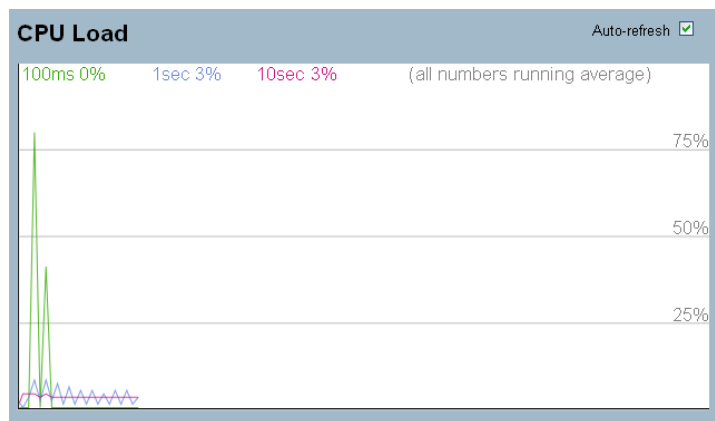 CPU Load
Auto-refresh
100ms 0% 1sec 3% 10sec 3% (all numbers running average)
75%
50%
25%